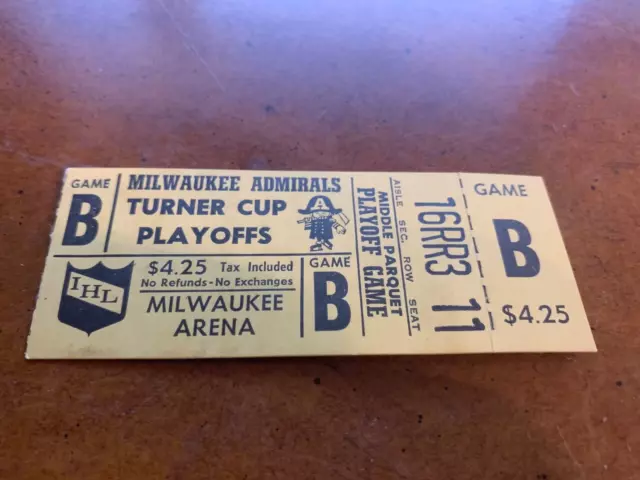 GAME
B
MILWAUKEE ADMIRALS
TURNER CUP
PLAYOFFS
IHL
$4.25 Tax Included
No Refunds - No Exchanges
MILWAUKEE
ARENA
GAME
B
PLAYOFF GAME
MIDDLE PARQUET
AISLE SEC. ROW SEAT
16RR3 11
GAME
B
$4.25